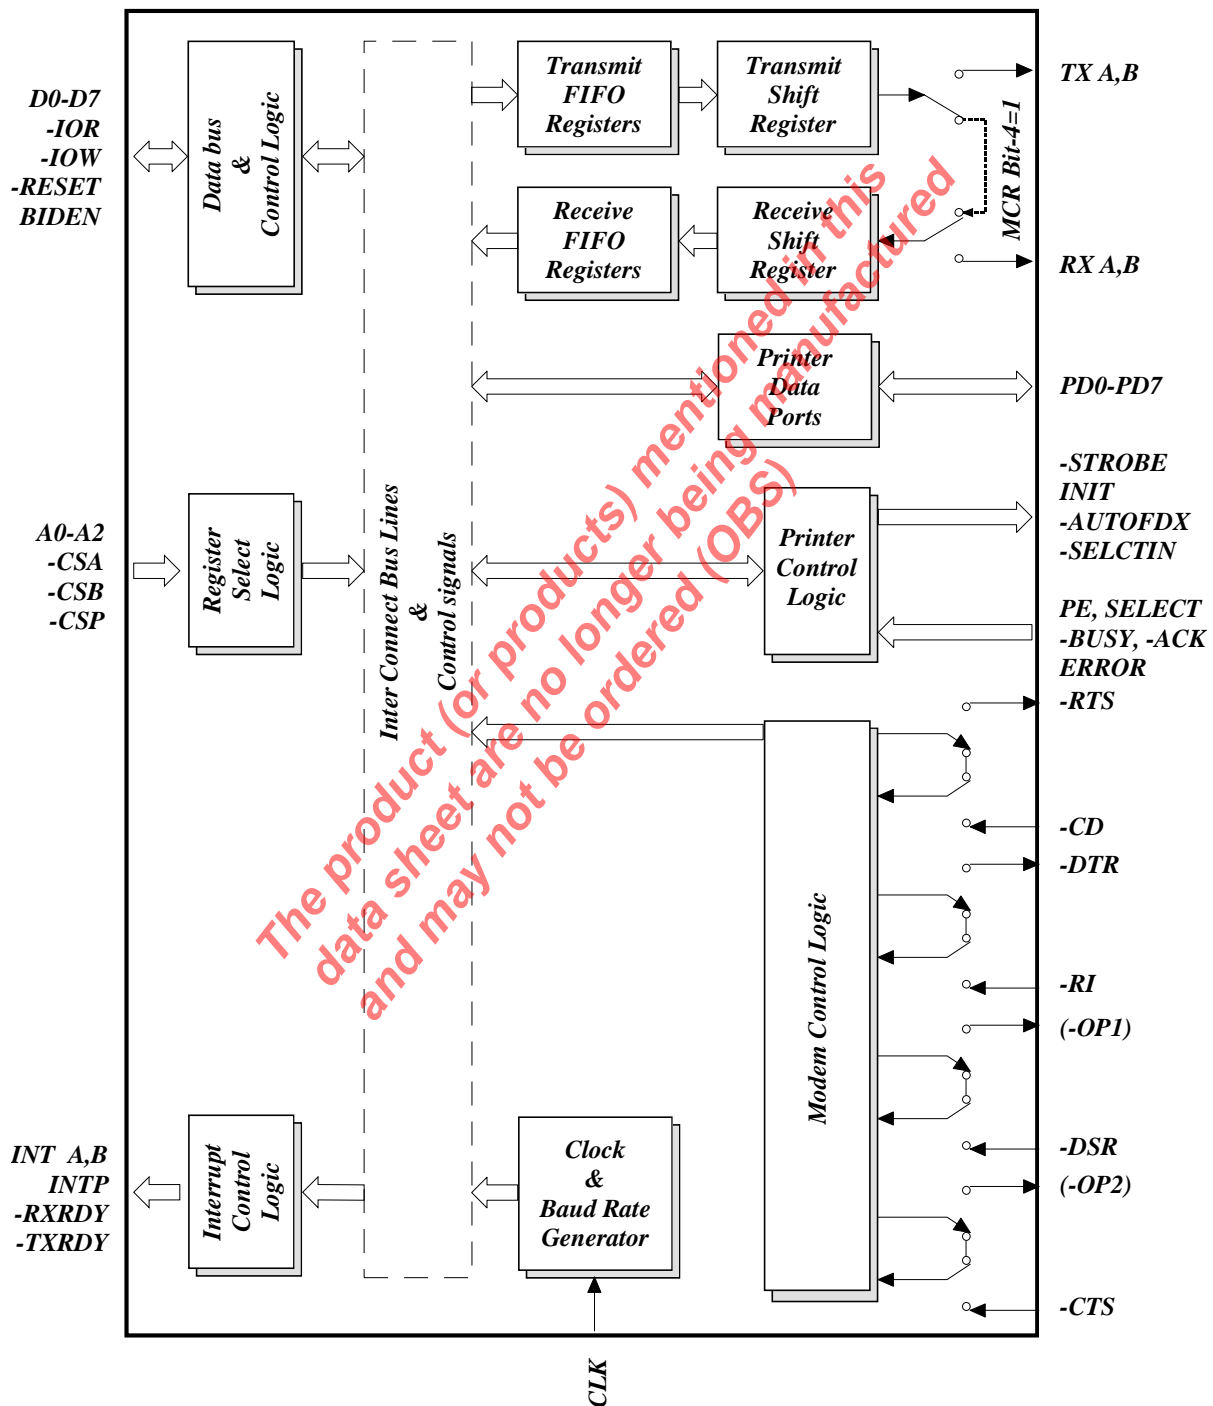 D0-D7
-IOR
-IOW
-RESET
BIDEN
Data bus
&
Control Logic
A0-A2
-CSA
-CSB
-CSP
Register
Select
Logic
INT A,B
INTP
-RXRDY
-TXRDY
Interrupt
Control
Logic
Inter Connect Bus Lines
&
Control signals
Transmit
FIFO
Registers
Transmit
Shift
Register
Receive
FIFO
Registers
Receive
Shift
Register
MCR Bit-4=1
TX A,B
RX A,B
Printer
Data
Ports
PD0-PD7
Printer
Control
Logic
-STROBE
INIT
-AUTOFDX
-SELCTIN
PE, SELECT
-BUSY, -ACK
ERROR
Modem Control Logic
-RTS
-CD
-DTR
-RI
(-OP1)
-DSR
(-OP2)
-CTS
Clock
&
Baud Rate
Generator
CLK
The product (or products) mentioned in this
data sheet are no longer being manufactured
and may not be ordered (OBS)